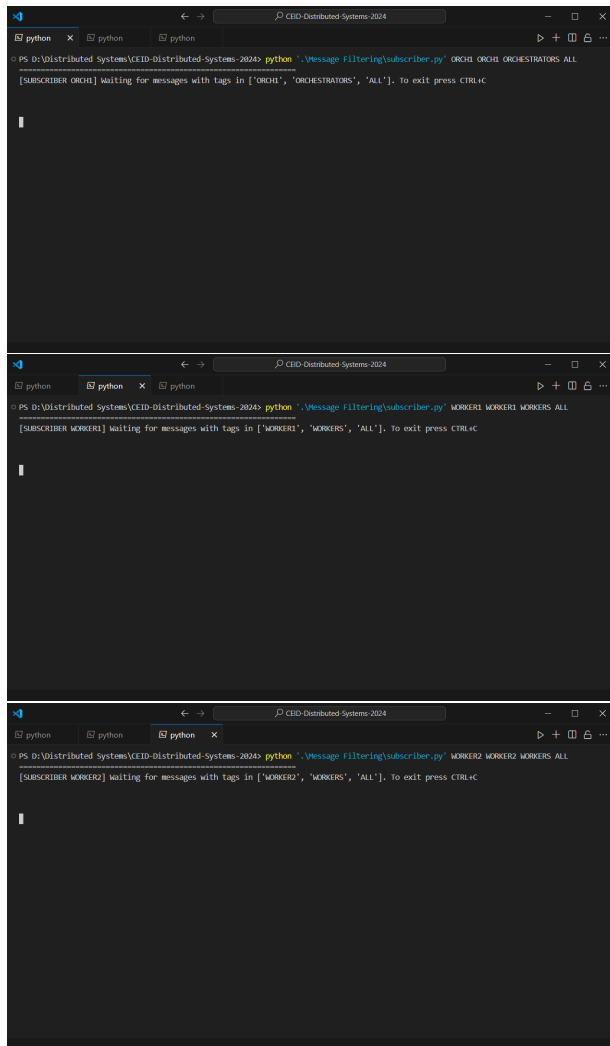 CEID-Distributed-Systems-2024
python python python
PS D:\Distributed Systems\CEID-Distributed-Systems-2024> python '.\Message Filtering\subscriber.py' ORCH1 ORCH1 ORCHESTRATORS ALL
================================================================
[SUBSCRIBER ORCH1] Waiting for messages with tags in ['ORCH1', 'ORCHESTRATORS', 'ALL']. To exit press CTRL+C
CEID-Distributed-Systems-2024
python python python
PS D:\Distributed Systems\CEID-Distributed-Systems-2024> python '.\Message Filtering\subscriber.py' WORKER1 WORKER1 WORKERS ALL
================================================================
[SUBSCRIBER WORKER1] Waiting for messages with tags in ['WORKER1', 'WORKERS', 'ALL']. To exit press CTRL+C
CEID-Distributed-Systems-2024
python python python
PS D:\Distributed Systems\CEID-Distributed-Systems-2024> python '.\Message Filtering\subscriber.py' WORKER2 WORKER2 WORKERS ALL
================================================================
[SUBSCRIBER WORKER2] Waiting for messages with tags in ['WORKER2', 'WORKERS', 'ALL']. To exit press CTRL+C